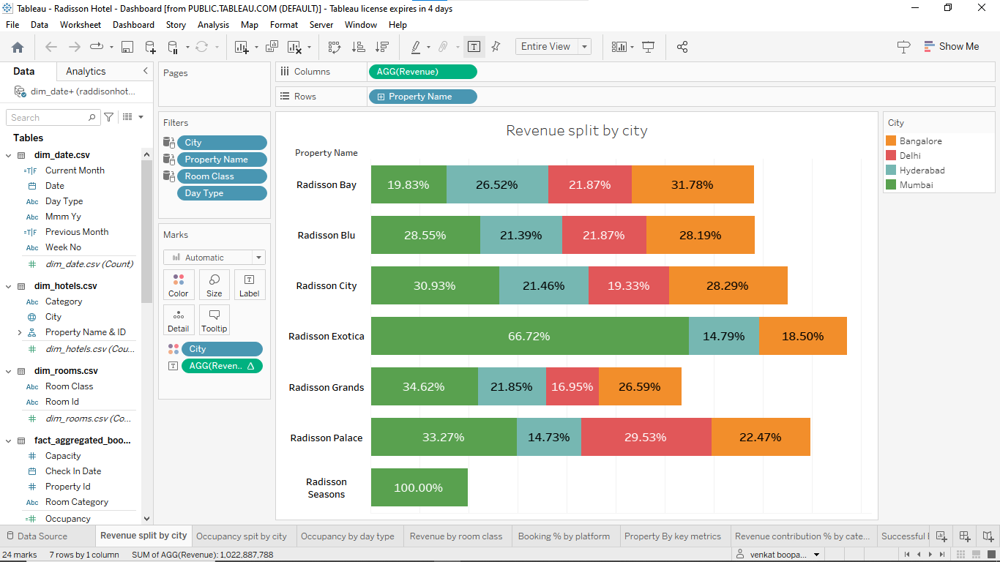 Tableau - Radisson Hotel - Dashboard [from PUBLIC.TABLEAU.COM (DEFAULT)] - Tableau license expires in 4 days
File Data Worksheet Dashboard Story Analysis Map Format Server Window Help
Entire View
Show Me
Data Analytics
dim_date+ (raddisonhot...
Search
Tables
dim_date.csv
Current Month
Date
Abc Day Type
Abc Mmm Yy
Previous Month
Abc Week No
dim_date.csv (Count)
dim_hotels.csv
Abc Category
City
Property Name & ID
dim_hotels.csv (Cou...
dim_rooms.csv
Abc Room Class
Abc Room Id
dim_rooms.csv (Co...
fact_aggregated_boo...
Capacity
Check In Date
Property Id
Abc Room Category
Occupancy
Pages
Filters
City
Property Name
Room Class
Day Type
Marks
Automatic
Color Size Label
Detail Tooltip
City
AGG(Reven..
Columns AGG(Revenue)
Rows Property Name
Revenue split by city
Property Name
Radisson Bay 19.83% 26.52% 21.87% 31.78%
Radisson Blu 28.55% 21.39% 21.87% 28.19%
Radisson City 30.93% 21.46% 19.33% 28.29%
Radisson Exotica 66.72% 14.79% 18.50%
Radisson Grands 34.62% 21.85% 16.95% 26.59%
Radisson Palace 33.27% 14.73% 29.53% 22.47%
Radisson
Seasons
100.00%
City
Bangalore
Delhi
Hyderabad
Mumbai
Data Source Revenue split by city Occupancy spit by city Occupancy by day type Revenue by room class Booking % by platform Property By key metrics Revenue contribution % by cate... Successful
24 marks 7 rows by 1 column SUM of AGG(Revenue): 1,022,887,788 venkat boopa...